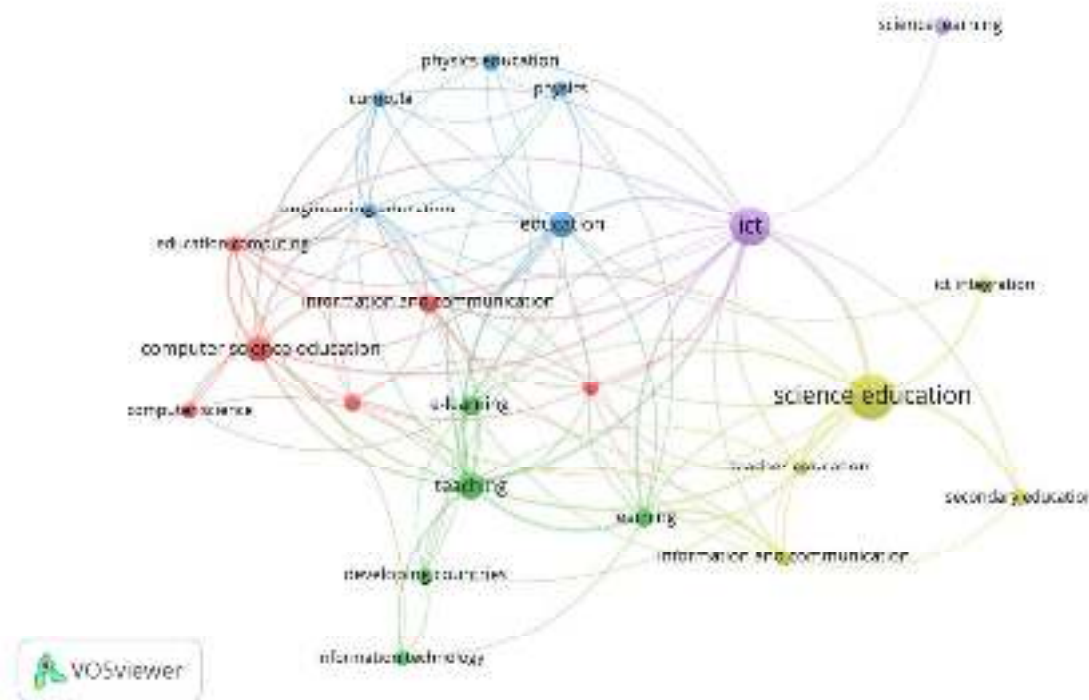 science learning
physics education
physics
curricula
engineering education
education
ict
education computing
ict integration
information and communication
computer science education
science education
computer science
e-learning
teacher education
teaching
secondary education
learning
information and communication
developing countries
information technology
VOSviewer